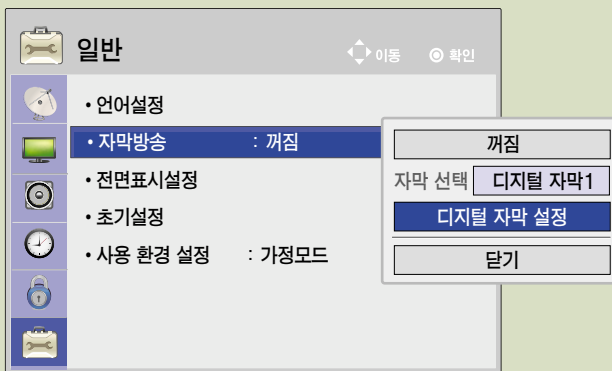 일반
이동 확인
• 언어설정
• 자막방송 : 꺼짐
• 전면표시설정
• 초기설정
• 사용 환경 설정 : 가정모드
꺼짐
자막 선택 디지털 자막1
디지털 자막 설정
닫기